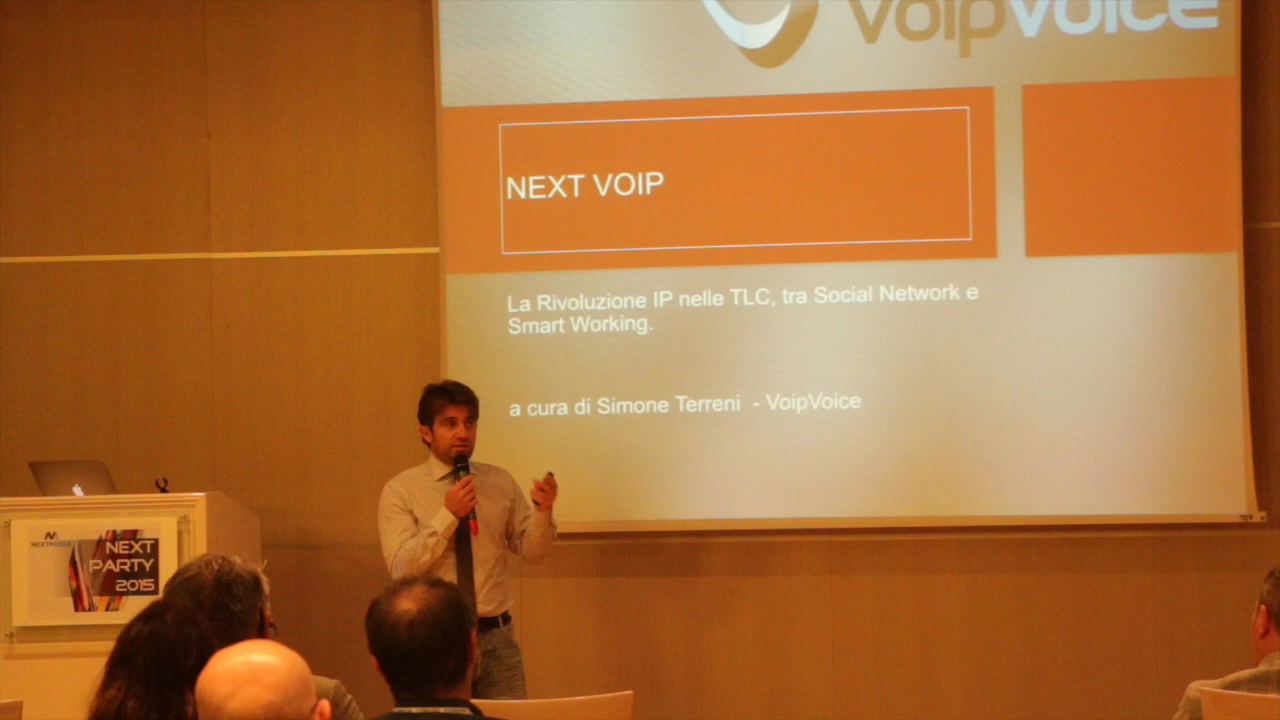 VoipVoice
NEXT VOIP
La Rivoluzione IP nelle TLC, tra Social Network e
Smart Working.
a cura di Simone Terreni - VoipVoice
NEXTMEDIA
NEXT
PARTY
2015